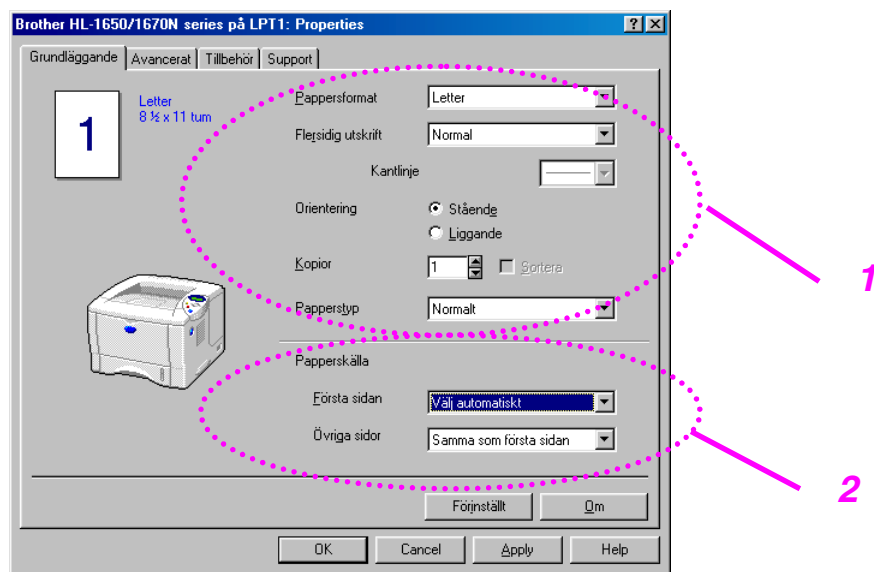 Brother HL-1650/1670N series på LPT1: Properties
Grundläggande Avancerat Tillbehör Support
1
Letter
8 ½ x 11 tum
Pappersformat Letter
Flersidig utskrift Normal
Kantlinje
Orientering Stående
Liggande
Kopior 1 Sortera
Papperstyp Normalt
Papperskälla
Första sidan Välj automatiskt
Övriga sidor Samma som första sidan
Förinställt Om
OK Cancel Apply Help
1
2